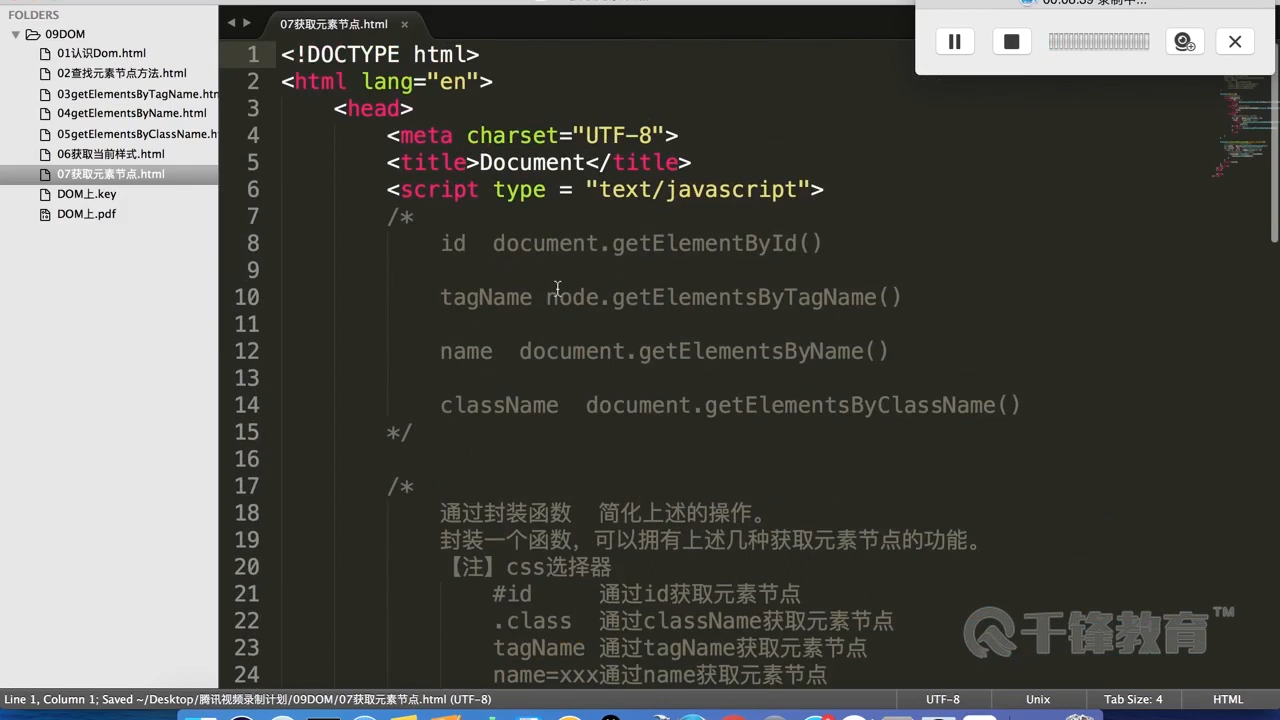 FOLDERS
09DOM
01认识Dom.html
02查找元素节点方法.html
03getElementsByTagName.htm
04getElementsByName.html
05getElementsByClassName.h
06获取当前样式.html
07获取元素节点.html
DOM上.key
DOM上.pdf
07获取元素节点.html
1 <!DOCTYPE html>
2 <html lang="en">
3 <head>
4 <meta charset="UTF-8">
5 <title>Document</title>
6 <script type = "text/javascript">
7 /*
8 id document.getElementById()
9
10 tagName node.getElementsByTagName()
11
12 name document.getElementsByName()
13
14 className document.getElementsByClassName()
15 */
16
17 /*
18 通过封装函数 简化上述的操作。
19 封装一个函数，可以拥有上述几种获取元素节点的功能。
20 【注】css选择器
21 #id 通过id获取元素节点
22 .class 通过className获取元素节点
23 tagName 通过tagName获取元素节点
24 name=xxx通过name获取元素节点
千锋教育™
Line 1, Column 1; Saved ~/Desktop/腾讯视频录制计划/09DOM/07获取元素节点.html (UTF-8)
UTF-8
Unix
Tab Size: 4
HTML